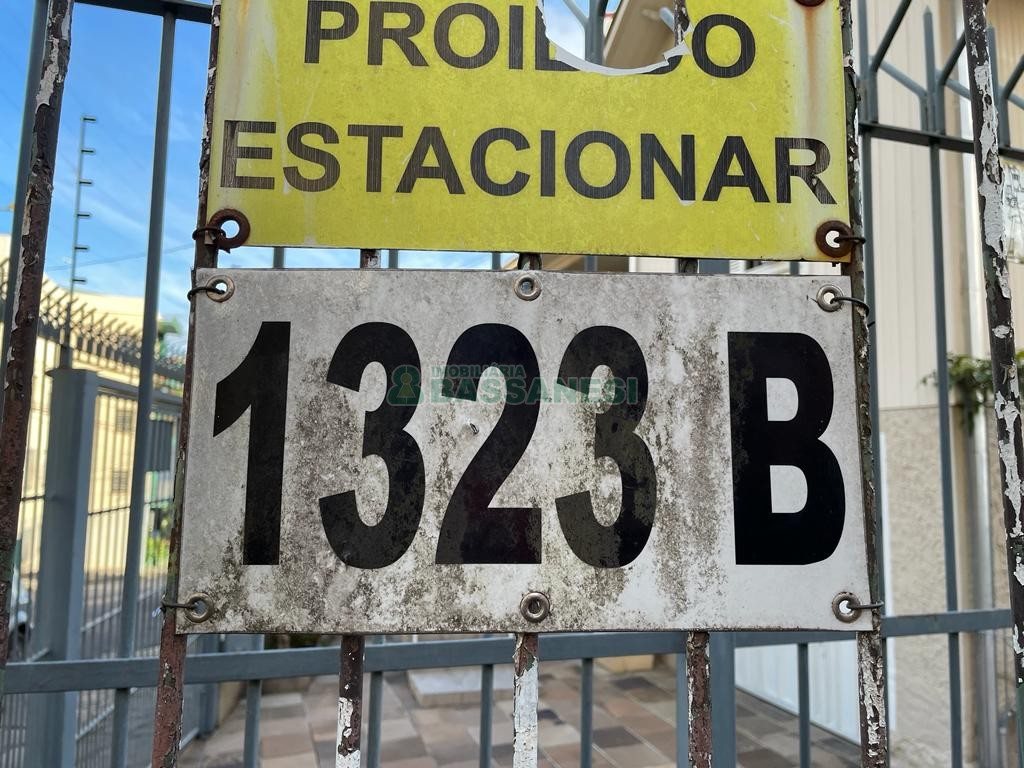 PROIBIDO
ESTACIONAR
IMOBILIÁRIA
BASSANESI
1323 B